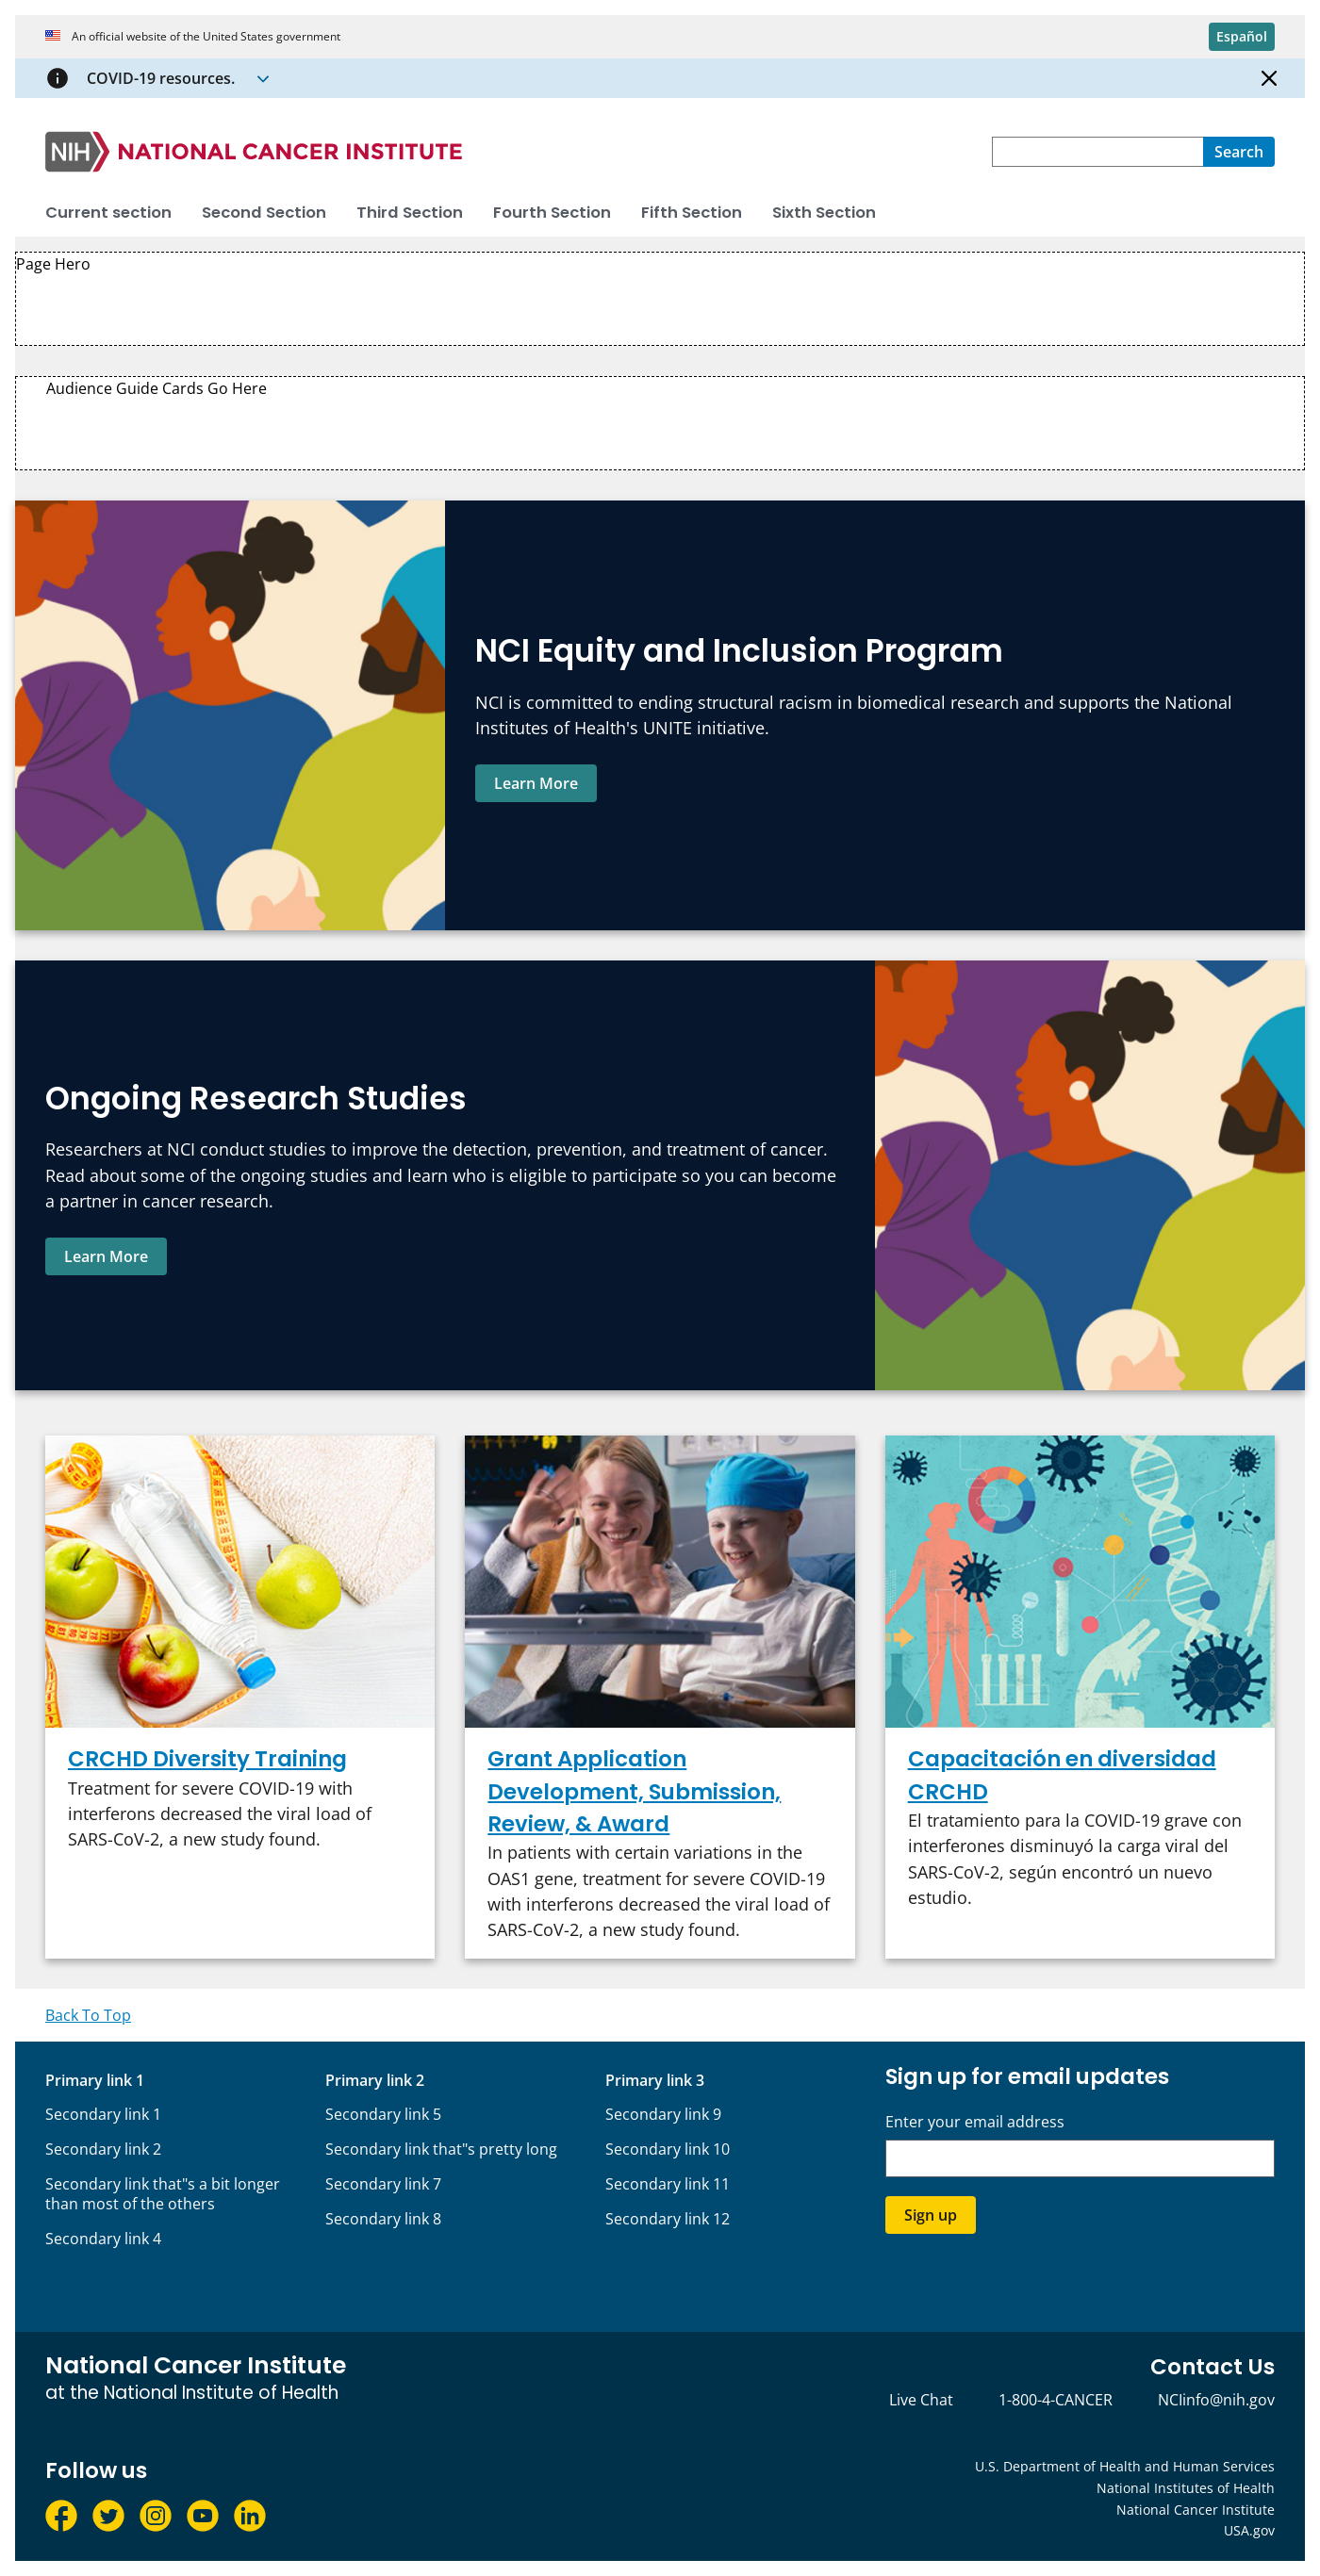 An official website of the United States government
Español
COVID-19 resources.
NIH NATIONAL CANCER INSTITUTE
Search
Current section Second Section Third Section Fourth Section Fifth Section Sixth Section
Page Hero
Audience Guide Cards Go Here
NCI Equity and Inclusion Program
NCI is committed to ending structural racism in biomedical research and supports the National
Institutes of Health's UNITE initiative.
Learn More
Ongoing Research Studies
Researchers at NCI conduct studies to improve the detection, prevention, and treatment of cancer.
Read about some of the ongoing studies and learn who is eligible to participate so you can become
a partner in cancer research.
Learn More
CRCHD Diversity Training
Treatment for severe COVID-19 with
interferons decreased the viral load of
SARS-CoV-2, a new study found.
Grant Application
Development, Submission,
Review, & Award
In patients with certain variations in the
OAS1 gene, treatment for severe COVID-19
with interferons decreased the viral load of
SARS-CoV-2, a new study found.
Capacitación en diversidad
CRCHD
El tratamiento para la COVID-19 grave con
interferones disminuyó la carga viral del
SARS-CoV-2, según encontró un nuevo
estudio.
Back To Top
Primary link 1
Secondary link 1
Secondary link 2
Secondary link that"s a bit longer
than most of the others
Secondary link 4
Primary link 2
Secondary link 5
Secondary link that"s pretty long
Secondary link 7
Secondary link 8
Primary link 3
Secondary link 9
Secondary link 10
Secondary link 11
Secondary link 12
Sign up for email updates
Enter your email address
Sign up
National Cancer Institute
at the National Institute of Health
Contact Us
Live Chat 1-800-4-CANCER NCIinfo@nih.gov
Follow us
U.S. Department of Health and Human Services
National Institutes of Health
National Cancer Institute
USA.gov